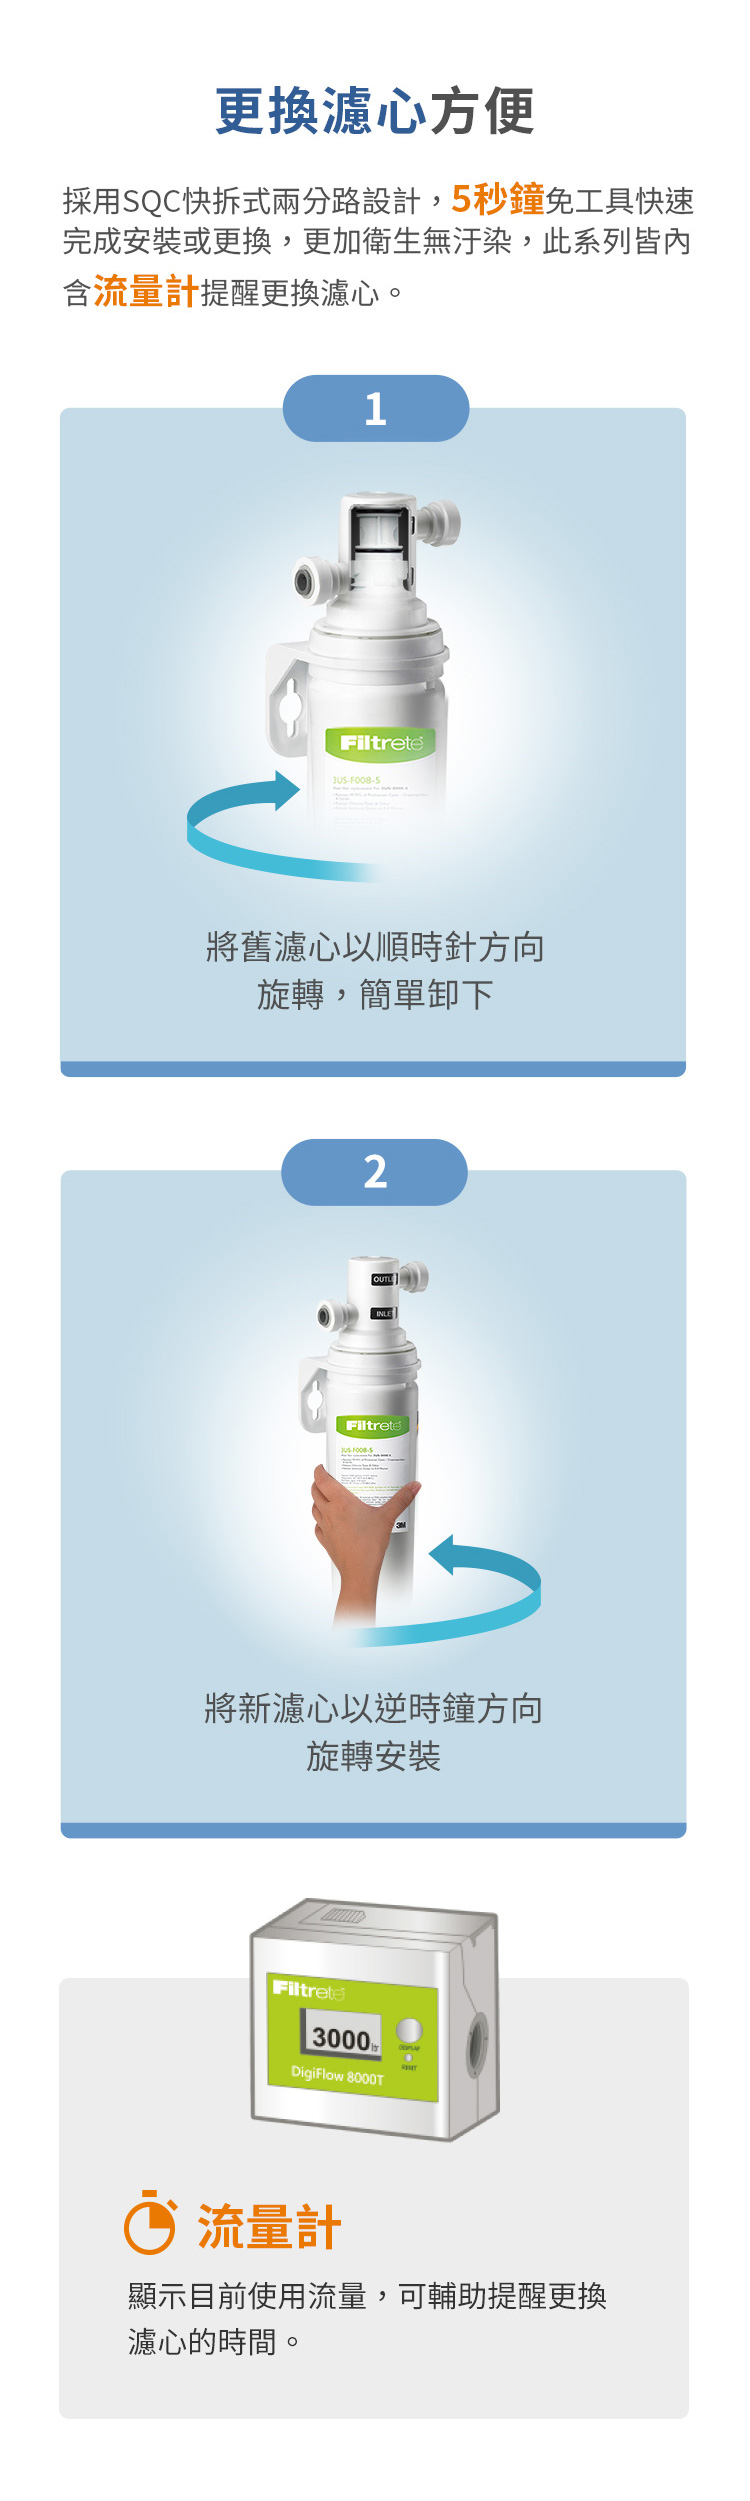 更換濾心方便
採用SQC快拆式兩分路設計，5秒鐘免工具快速
完成安裝或更換，更加衛生無汙染，此系列皆內
含流量計提醒更換濾心。
1
Filtrete
3US-F008-5
將舊濾心以順時針方向
旋轉，簡單卸下
2
OUTLE
INLET
Filtrete
3US-F008-5
3M
將新濾心以逆時鐘方向
旋轉安裝
Filtrete
3000 ltr
DISPLAY
RESET
DigiFlow 8000T
流量計
顯示目前使用流量，可輔助提醒更換
濾心的時間。